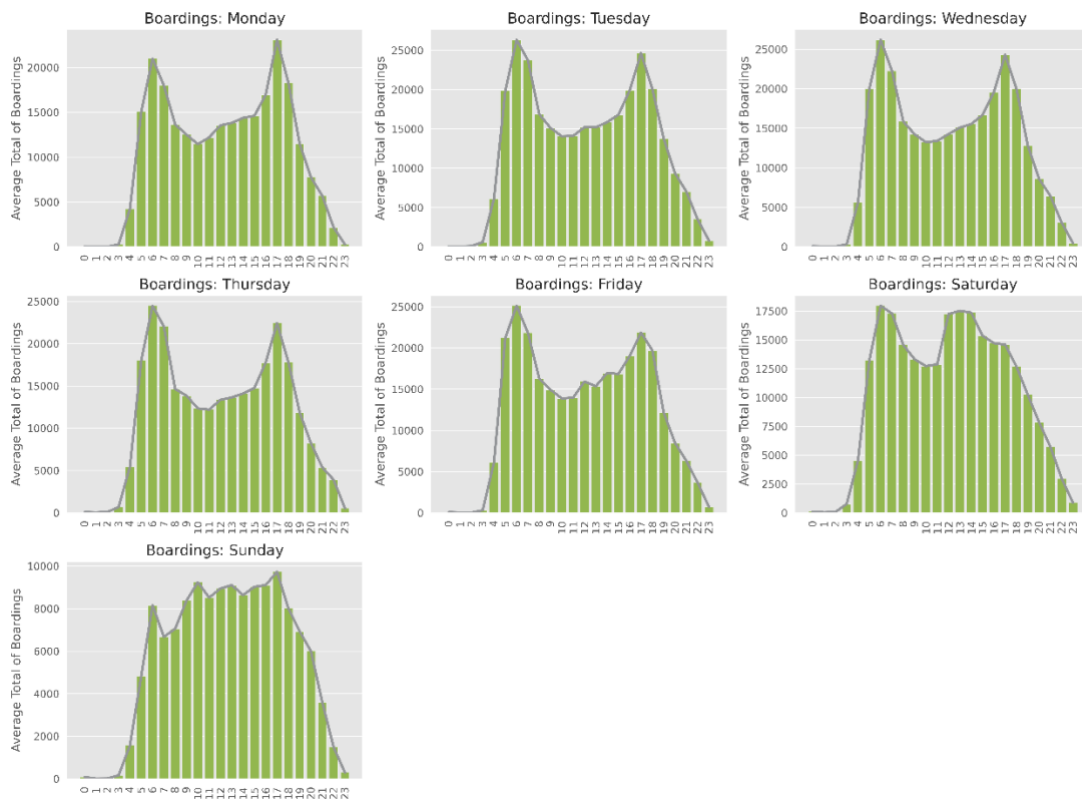 Boardings: Monday
Average Total of Boardings
20000
15000
10000
5000
0
0 1 2 3 4 5 6 7 8 9 10 11 12 13 14 15 16 17 18 19 20 21 22 23
Boardings: Tuesday
Average Total of Boardings
25000
20000
15000
10000
5000
0
0 1 2 3 4 5 6 7 8 9 10 11 12 13 14 15 16 17 18 19 20 21 22 23
Boardings: Wednesday
Average Total of Boardings
25000
20000
15000
10000
5000
0
0 1 2 3 4 5 6 7 8 9 10 11 12 13 14 15 16 17 18 19 20 21 22 23
Boardings: Thursday
Average Total of Boardings
25000
20000
15000
10000
5000
0
0 1 2 3 4 5 6 7 8 9 10 11 12 13 14 15 16 17 18 19 20 21 22 23
Boardings: Friday
Average Total of Boardings
25000
20000
15000
10000
5000
0
0 1 2 3 4 5 6 7 8 9 10 11 12 13 14 15 16 17 18 19 20 21 22 23
Boardings: Saturday
Average Total of Boardings
17500
15000
12500
10000
7500
5000
2500
0
0 1 2 3 4 5 6 7 8 9 10 11 12 13 14 15 16 17 18 19 20 21 22 23
Boardings: Sunday
Average Total of Boardings
10000
8000
6000
4000
2000
0
0 1 2 3 4 5 6 7 8 9 10 11 12 13 14 15 16 17 18 19 20 21 22 23